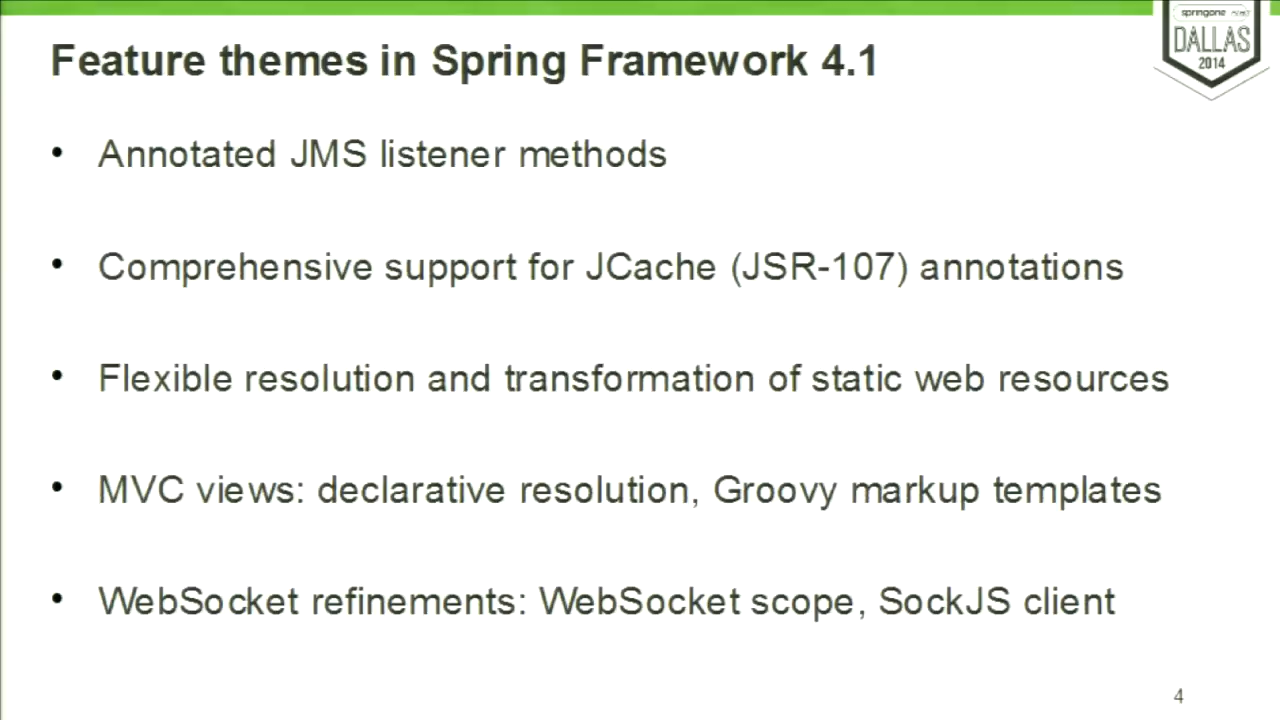 springone
DALLAS
2014
Feature themes in Spring Framework 4.1
• Annotated JMS listener methods
• Comprehensive support for JCache (JSR-107) annotations
• Flexible resolution and transformation of static web resources
• MVC views: declarative resolution, Groovy markup templates
• WebSocket refinements: WebSocket scope, SockJS client
4